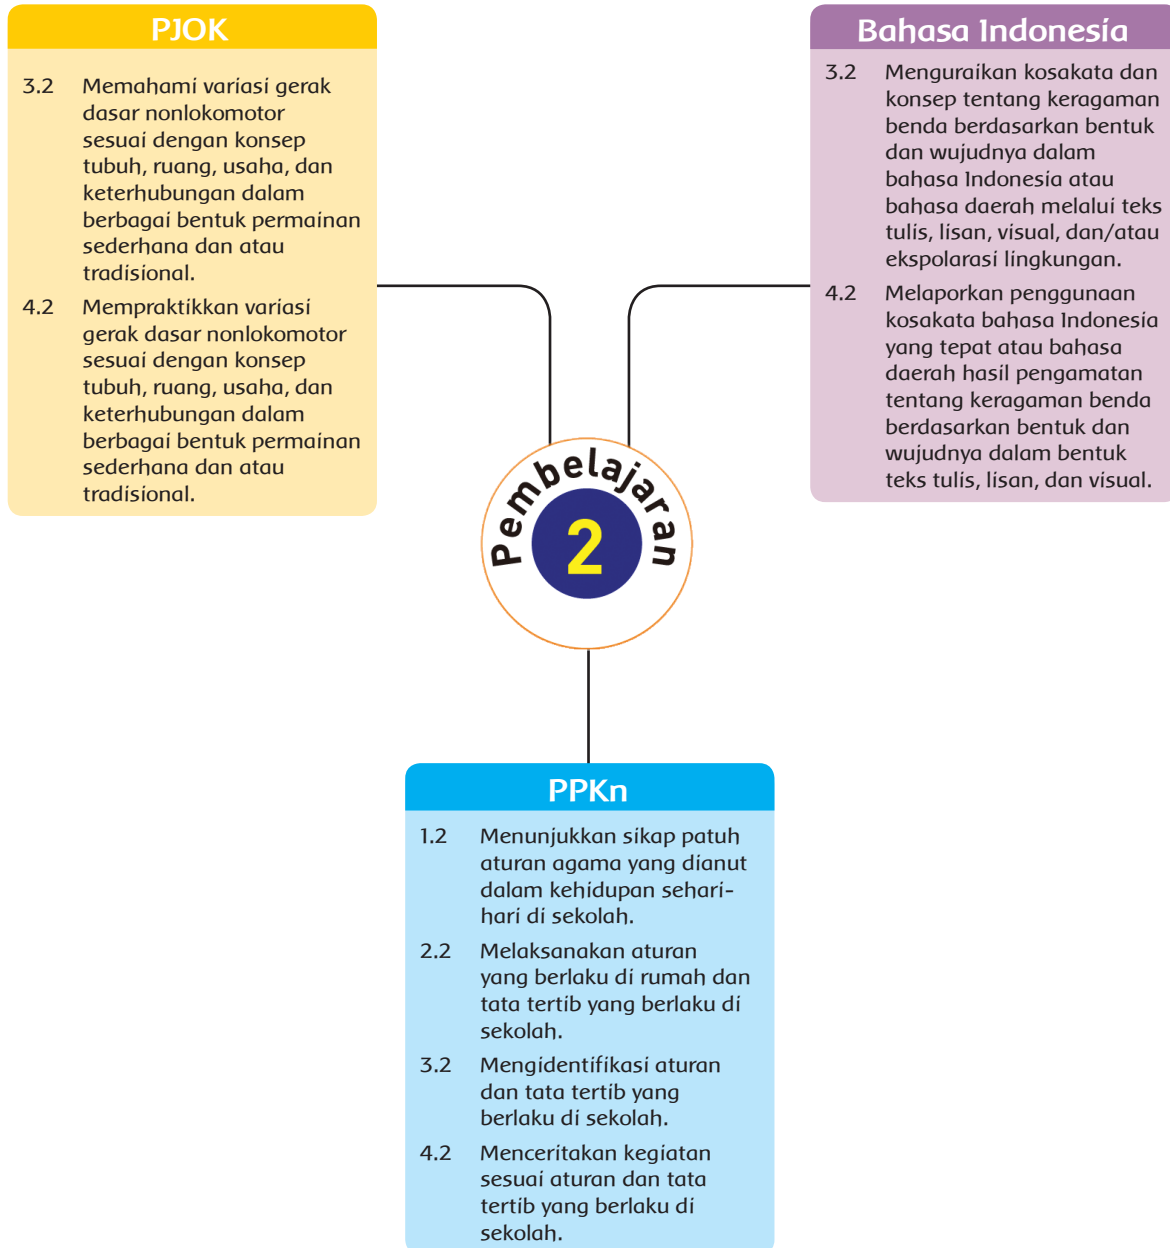 PJOK
3.2 Memahami variasi gerak
dasar nonlokomotor
sesuai dengan konsep
tubuh, ruang, usaha, dan
keterhubungan dalam
berbagai bentuk permainan
sederhana dan atau
tradisional.
4.2 Mempraktikkan variasi
gerak dasar nonlokomotor
sesuai dengan konsep
tubuh, ruang, usaha, dan
keterhubungan dalam
berbagai bentuk permainan
sederhana dan atau
tradisional.
Bahasa Indonesia
3.2 Menguraikan kosakata dan
konsep tentang keragaman
benda berdasarkan bentuk
dan wujudnya dalam
bahasa Indonesia atau
bahasa daerah melalui teks
tulis, lisan, visual, dan/atau
ekspolarasi lingkungan.
4.2 Melaporkan penggunaan
kosakata bahasa Indonesia
yang tepat atau bahasa
daerah hasil pengamatan
tentang keragaman benda
berdasarkan bentuk dan
wujudnya dalam bentuk
teks tulis, lisan, dan visual.
Pembelajaran
2
PPKn
1.2 Menunjukkan sikap patuh
aturan agama yang dianut
dalam kehidupan sehari-
hari di sekolah.
2.2 Melaksanakan aturan
yang berlaku di rumah dan
tata tertib yang berlaku di
sekolah.
3.2 Mengidentifikasi aturan
dan tata tertib yang
berlaku di sekolah.
4.2 Menceritakan kegiatan
sesuai aturan dan tata
tertib yang berlaku di
sekolah.